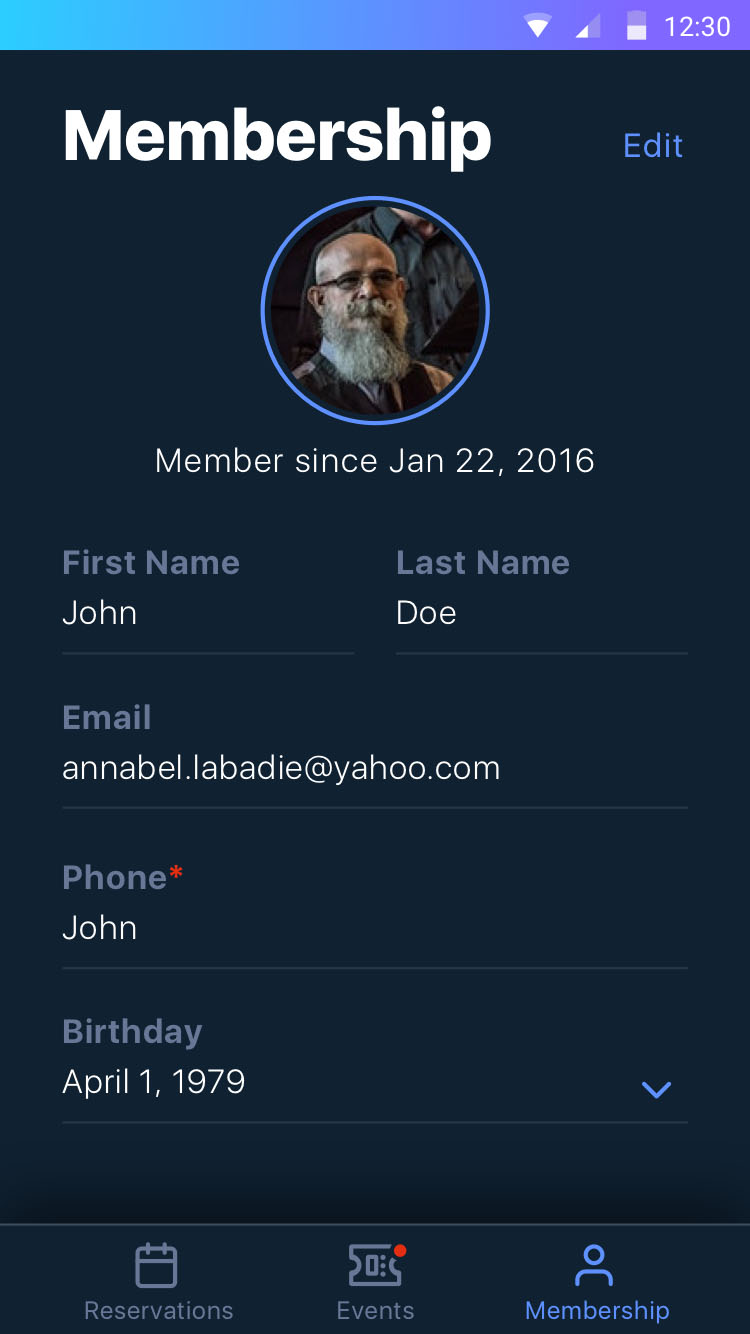 12:30
Membership
Edit
Member since Jan 22, 2016
First Name
Last Name
John
Doe
Email
annabel.labadie@yahoo.com
Phone*
John
Birthday
April 1, 1979
Reservations
Events
Membership